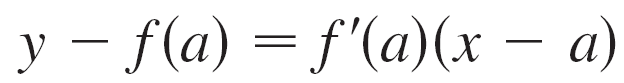 y − f(a) = f′(a)(x − a)